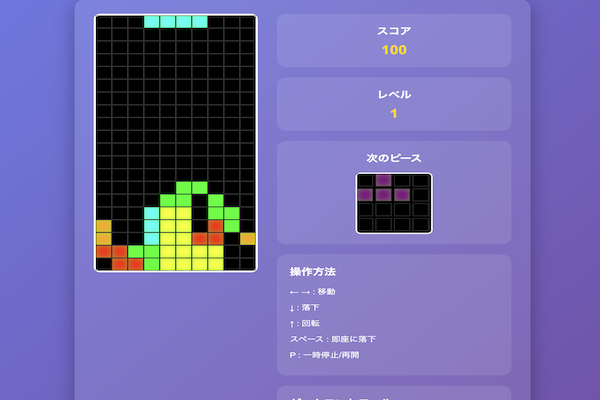 スコア
100
レベル
1
次のピース
操作方法
← → : 移動
↓ : 落下
↑ : 回転
スペース : 即座に落下
P : 一時停止/再開